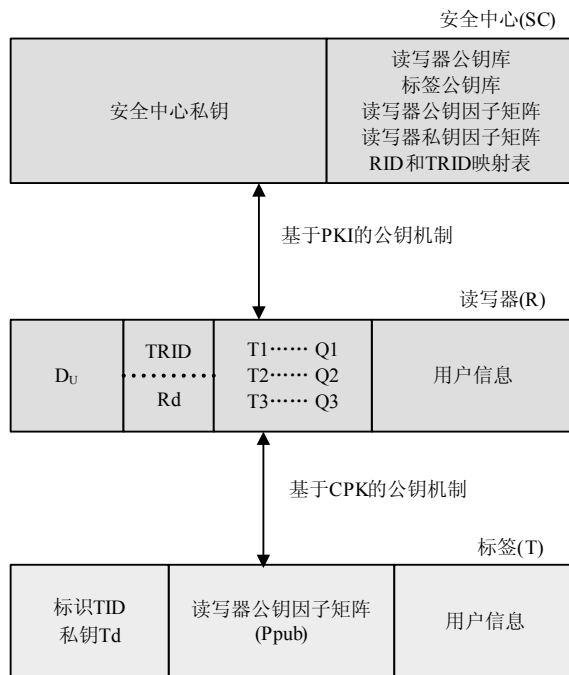 安全中心(SC)
安全中心私钥
读写器公钥库
标签公钥库
读写器公钥因子矩阵
读写器私钥因子矩阵
RID和TRID映射表
基于PKI的公钥机制
读写器(R)
DU
TRID
Rd
T1…… Q1
T2…… Q2
T3…… Q3
用户信息
基于CPK的公钥机制
标签(T)
标识TID
私钥Td
读写器公钥因子矩阵
(Ppub)
用户信息